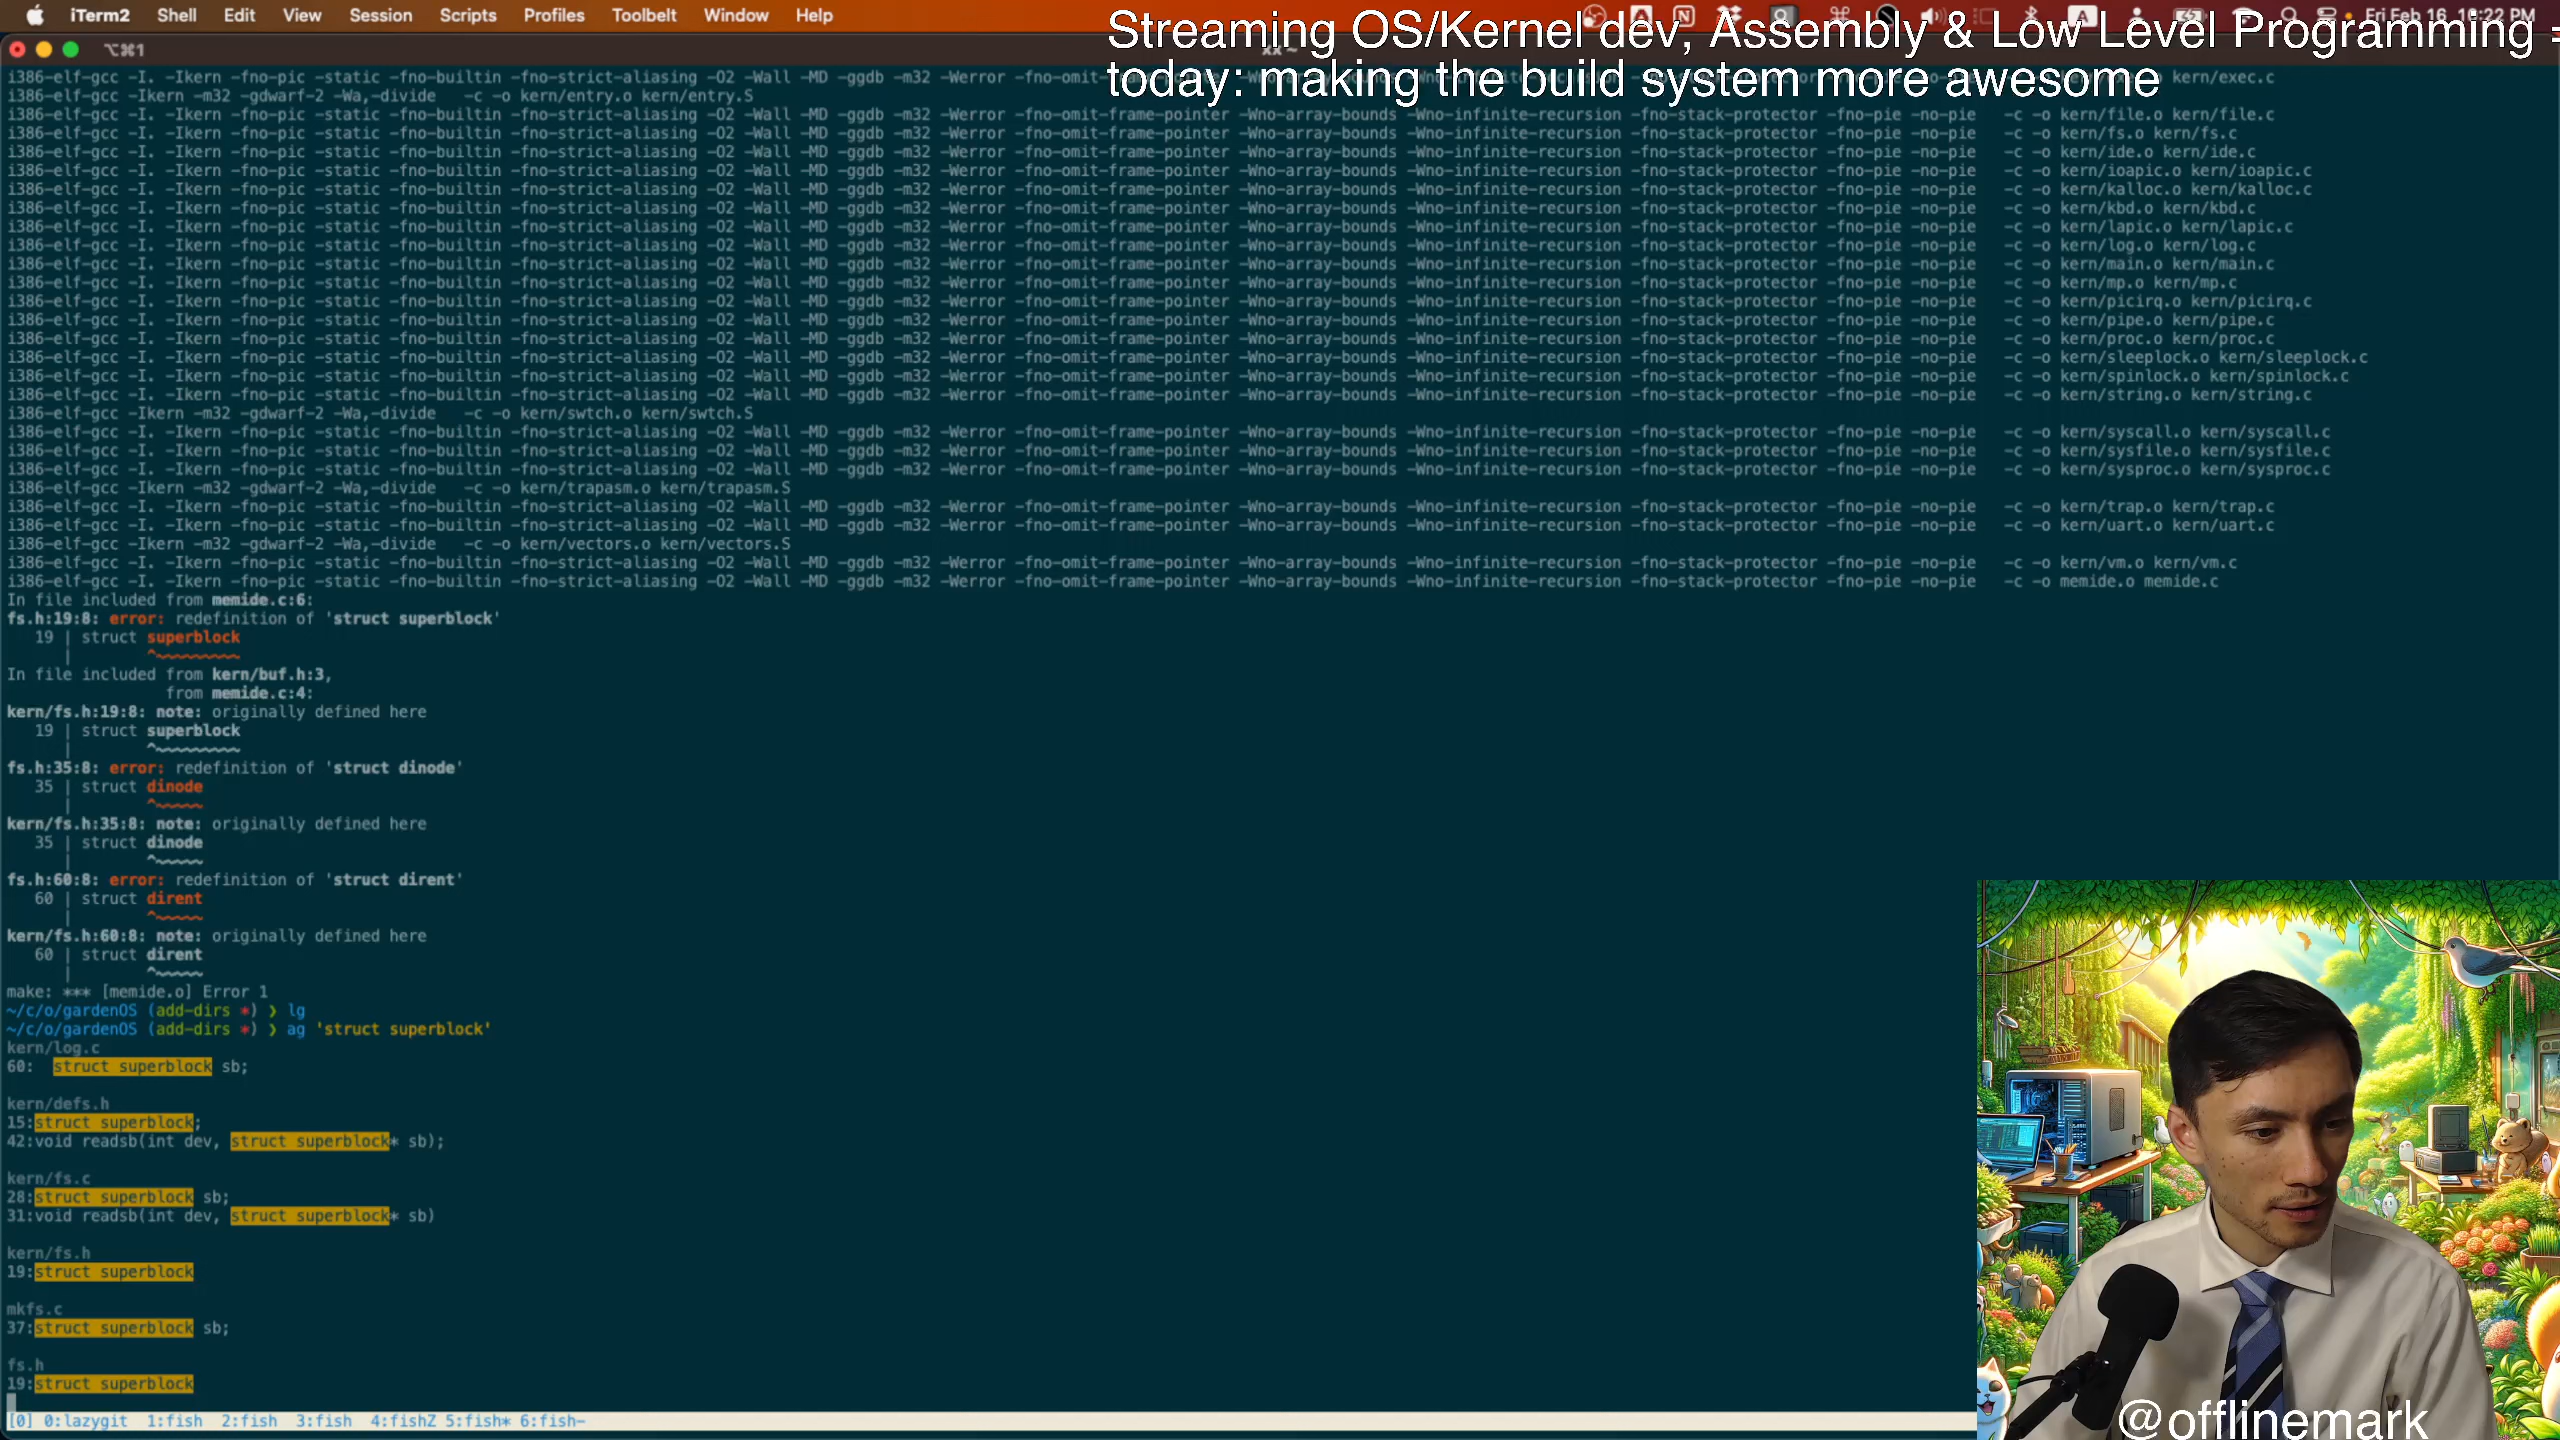 iTerm2 Shell Edit View Session Scripts Profiles Toolbelt Window Help
Streaming OS/Kernel dev, Assembly & Low Level Programming
today: making the build system more awesome
⌥⌘1
i386-elf-gcc -I. -Ikern -fno-pic -static -fno-builtin -fno-strict-aliasing -O2 -Wall -MD -ggdb -m32 -Werror -fno-omit-frame-pointer kern/exec.c
i386-elf-gcc -Ikern -m32 -gdwarf-2 -Wa,-divide -c -o kern/entry.o kern/entry.S
i386-elf-gcc -I. -Ikern -fno-pic -static -fno-builtin -fno-strict-aliasing -O2 -Wall -MD -ggdb -m32 -Werror -fno-omit-frame-pointer -Wno-array-bounds -Wno-infinite-recursion -fno-stack-protector -fno-pie -no-pie -c -o kern/file.o kern/file.c
i386-elf-gcc -I. -Ikern -fno-pic -static -fno-builtin -fno-strict-aliasing -O2 -Wall -MD -ggdb -m32 -Werror -fno-omit-frame-pointer -Wno-array-bounds -Wno-infinite-recursion -fno-stack-protector -fno-pie -no-pie -c -o kern/fs.o kern/fs.c
i386-elf-gcc -I. -Ikern -fno-pic -static -fno-builtin -fno-strict-aliasing -O2 -Wall -MD -ggdb -m32 -Werror -fno-omit-frame-pointer -Wno-array-bounds -Wno-infinite-recursion -fno-stack-protector -fno-pie -no-pie -c -o kern/ide.o kern/ide.c
i386-elf-gcc -I. -Ikern -fno-pic -static -fno-builtin -fno-strict-aliasing -O2 -Wall -MD -ggdb -m32 -Werror -fno-omit-frame-pointer -Wno-array-bounds -Wno-infinite-recursion -fno-stack-protector -fno-pie -no-pie -c -o kern/ioapic.o kern/ioapic.c
i386-elf-gcc -I. -Ikern -fno-pic -static -fno-builtin -fno-strict-aliasing -O2 -Wall -MD -ggdb -m32 -Werror -fno-omit-frame-pointer -Wno-array-bounds -Wno-infinite-recursion -fno-stack-protector -fno-pie -no-pie -c -o kern/kalloc.o kern/kalloc.c
i386-elf-gcc -I. -Ikern -fno-pic -static -fno-builtin -fno-strict-aliasing -O2 -Wall -MD -ggdb -m32 -Werror -fno-omit-frame-pointer -Wno-array-bounds -Wno-infinite-recursion -fno-stack-protector -fno-pie -no-pie -c -o kern/kbd.o kern/kbd.c
i386-elf-gcc -I. -Ikern -fno-pic -static -fno-builtin -fno-strict-aliasing -O2 -Wall -MD -ggdb -m32 -Werror -fno-omit-frame-pointer -Wno-array-bounds -Wno-infinite-recursion -fno-stack-protector -fno-pie -no-pie -c -o kern/lapic.o kern/lapic.c
i386-elf-gcc -I. -Ikern -fno-pic -static -fno-builtin -fno-strict-aliasing -O2 -Wall -MD -ggdb -m32 -Werror -fno-omit-frame-pointer -Wno-array-bounds -Wno-infinite-recursion -fno-stack-protector -fno-pie -no-pie -c -o kern/log.o kern/log.c
i386-elf-gcc -I. -Ikern -fno-pic -static -fno-builtin -fno-strict-aliasing -O2 -Wall -MD -ggdb -m32 -Werror -fno-omit-frame-pointer -Wno-array-bounds -Wno-infinite-recursion -fno-stack-protector -fno-pie -no-pie -c -o kern/main.o kern/main.c
i386-elf-gcc -I. -Ikern -fno-pic -static -fno-builtin -fno-strict-aliasing -O2 -Wall -MD -ggdb -m32 -Werror -fno-omit-frame-pointer -Wno-array-bounds -Wno-infinite-recursion -fno-stack-protector -fno-pie -no-pie -c -o kern/mp.o kern/mp.c
i386-elf-gcc -I. -Ikern -fno-pic -static -fno-builtin -fno-strict-aliasing -O2 -Wall -MD -ggdb -m32 -Werror -fno-omit-frame-pointer -Wno-array-bounds -Wno-infinite-recursion -fno-stack-protector -fno-pie -no-pie -c -o kern/picirq.o kern/picirq.c
i386-elf-gcc -I. -Ikern -fno-pic -static -fno-builtin -fno-strict-aliasing -O2 -Wall -MD -ggdb -m32 -Werror -fno-omit-frame-pointer -Wno-array-bounds -Wno-infinite-recursion -fno-stack-protector -fno-pie -no-pie -c -o kern/pipe.o kern/pipe.c
i386-elf-gcc -I. -Ikern -fno-pic -static -fno-builtin -fno-strict-aliasing -O2 -Wall -MD -ggdb -m32 -Werror -fno-omit-frame-pointer -Wno-array-bounds -Wno-infinite-recursion -fno-stack-protector -fno-pie -no-pie -c -o kern/proc.o kern/proc.c
i386-elf-gcc -I. -Ikern -fno-pic -static -fno-builtin -fno-strict-aliasing -O2 -Wall -MD -ggdb -m32 -Werror -fno-omit-frame-pointer -Wno-array-bounds -Wno-infinite-recursion -fno-stack-protector -fno-pie -no-pie -c -o kern/sleeplock.o kern/sleeplock.c
i386-elf-gcc -I. -Ikern -fno-pic -static -fno-builtin -fno-strict-aliasing -O2 -Wall -MD -ggdb -m32 -Werror -fno-omit-frame-pointer -Wno-array-bounds -Wno-infinite-recursion -fno-stack-protector -fno-pie -no-pie -c -o kern/spinlock.o kern/spinlock.c
i386-elf-gcc -I. -Ikern -fno-pic -static -fno-builtin -fno-strict-aliasing -O2 -Wall -MD -ggdb -m32 -Werror -fno-omit-frame-pointer -Wno-array-bounds -Wno-infinite-recursion -fno-stack-protector -fno-pie -no-pie -c -o kern/string.o kern/string.c
i386-elf-gcc -Ikern -m32 -gdwarf-2 -Wa,-divide -c -o kern/swtch.o kern/swtch.S
i386-elf-gcc -I. -Ikern -fno-pic -static -fno-builtin -fno-strict-aliasing -O2 -Wall -MD -ggdb -m32 -Werror -fno-omit-frame-pointer -Wno-array-bounds -Wno-infinite-recursion -fno-stack-protector -fno-pie -no-pie -c -o kern/syscall.o kern/syscall.c
i386-elf-gcc -I. -Ikern -fno-pic -static -fno-builtin -fno-strict-aliasing -O2 -Wall -MD -ggdb -m32 -Werror -fno-omit-frame-pointer -Wno-array-bounds -Wno-infinite-recursion -fno-stack-protector -fno-pie -no-pie -c -o kern/sysfile.o kern/sysfile.c
i386-elf-gcc -I. -Ikern -fno-pic -static -fno-builtin -fno-strict-aliasing -O2 -Wall -MD -ggdb -m32 -Werror -fno-omit-frame-pointer -Wno-array-bounds -Wno-infinite-recursion -fno-stack-protector -fno-pie -no-pie -c -o kern/sysproc.o kern/sysproc.c
i386-elf-gcc -Ikern -m32 -gdwarf-2 -Wa,-divide -c -o kern/trapasm.o kern/trapasm.S
i386-elf-gcc -I. -Ikern -fno-pic -static -fno-builtin -fno-strict-aliasing -O2 -Wall -MD -ggdb -m32 -Werror -fno-omit-frame-pointer -Wno-array-bounds -Wno-infinite-recursion -fno-stack-protector -fno-pie -no-pie -c -o kern/trap.o kern/trap.c
i386-elf-gcc -I. -Ikern -fno-pic -static -fno-builtin -fno-strict-aliasing -O2 -Wall -MD -ggdb -m32 -Werror -fno-omit-frame-pointer -Wno-array-bounds -Wno-infinite-recursion -fno-stack-protector -fno-pie -no-pie -c -o kern/uart.o kern/uart.c
i386-elf-gcc -Ikern -m32 -gdwarf-2 -Wa,-divide -c -o kern/vectors.o kern/vectors.S
i386-elf-gcc -I. -Ikern -fno-pic -static -fno-builtin -fno-strict-aliasing -O2 -Wall -MD -ggdb -m32 -Werror -fno-omit-frame-pointer -Wno-array-bounds -Wno-infinite-recursion -fno-stack-protector -fno-pie -no-pie -c -o kern/vm.o kern/vm.c
i386-elf-gcc -I. -Ikern -fno-pic -static -fno-builtin -fno-strict-aliasing -O2 -Wall -MD -ggdb -m32 -Werror -fno-omit-frame-pointer -Wno-array-bounds -Wno-infinite-recursion -fno-stack-protector -fno-pie -no-pie -c -o memide.o memide.c
In file included from memide.c:6:
fs.h:19:8: error: redefinition of 'struct superblock'
19 | struct superblock
| ^~~~~~~~~~
In file included from kern/buf.h:3,
from memide.c:4:
kern/fs.h:19:8: note: originally defined here
19 | struct superblock
| ^~~~~~~~~~
fs.h:35:8: error: redefinition of 'struct dinode'
35 | struct dinode
| ^~~~~~
kern/fs.h:35:8: note: originally defined here
35 | struct dinode
| ^~~~~~
fs.h:60:8: error: redefinition of 'struct dirent'
60 | struct dirent
| ^~~~~~
kern/fs.h:60:8: note: originally defined here
60 | struct dirent
| ^~~~~~
make: *** [memide.o] Error 1
~/c/o/gardenOS (add-dirs *) ❯ lg
~/c/o/gardenOS (add-dirs *) ❯ ag 'struct superblock'
kern/log.c
60: struct superblock sb;
kern/defs.h
15:struct superblock;
42:void readsb(int dev, struct superblock* sb);
kern/fs.c
28:struct superblock sb;
31:void readsb(int dev, struct superblock* sb)
kern/fs.h
19:struct superblock
mkfs.c
37:struct superblock sb;
fs.h
19:struct superblock
[0] 0:lazygit 1:fish 2:fish 3:fish 4:fishZ 5:fish* 6:fish-
@offlinemark